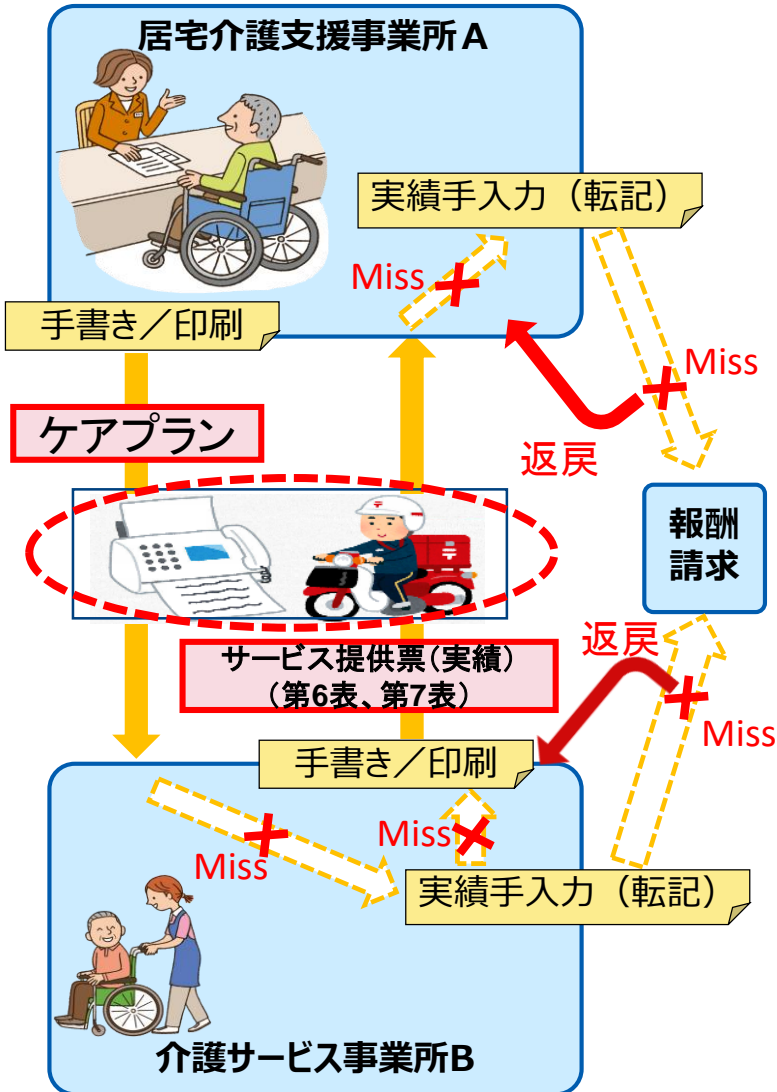 居宅介護支援事業所A
実績手入力（転記）
Miss
手書き／印刷
Miss
ケアプラン
返戻
報酬
請求
サービス提供票（実績）
（第6表、第7表）
返戻
Miss
手書き／印刷
Miss
Miss
実績手入力（転記）
介護サービス事業所B